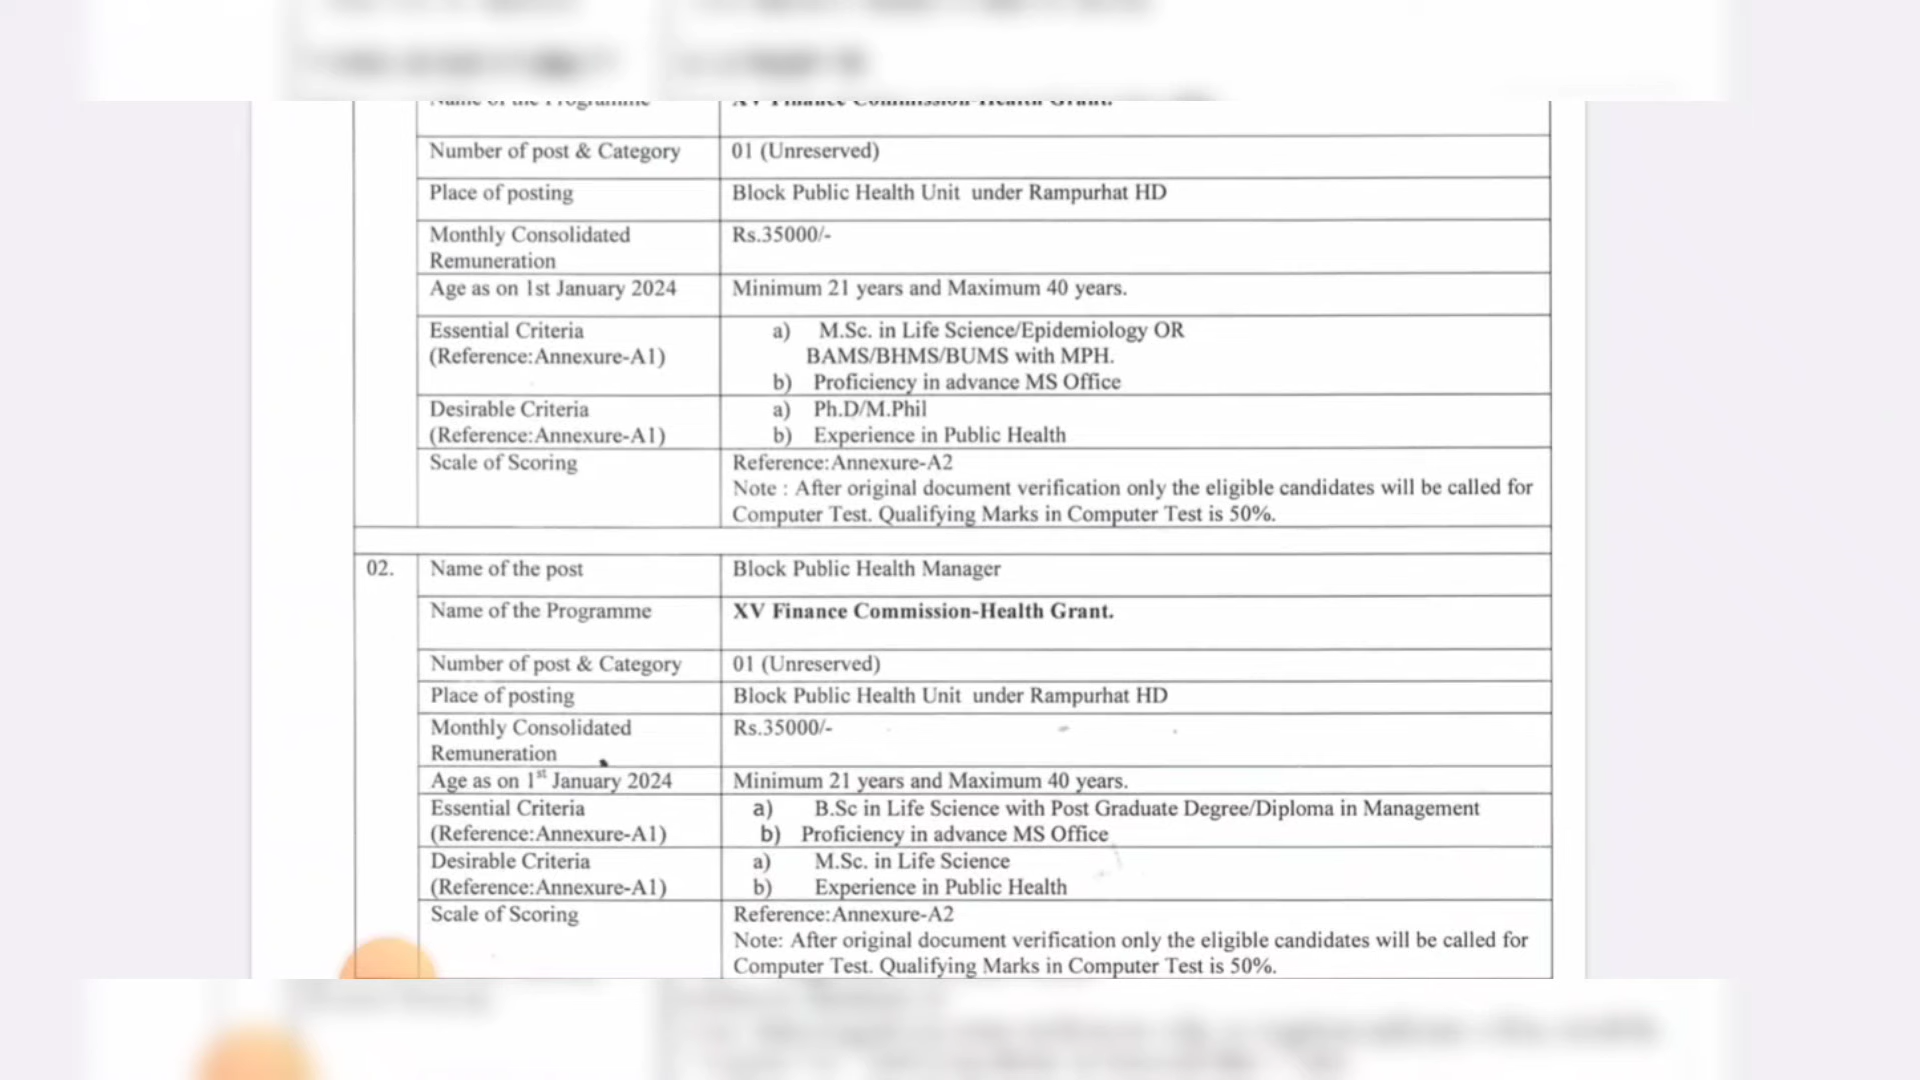 Name of the Programme XV Finance Commission-Health Grant.
Number of post & Category 01 (Unreserved)
Place of posting Block Public Health Unit under Rampurhat HD
Monthly Consolidated Rs.35000/-
Remuneration
Age as on 1st January 2024 Minimum 21 years and Maximum 40 years.
Essential Criteria a) M.Sc. in Life Science/Epidemiology OR
(Reference:Annexure-A1) BAMS/BHMS/BUMS with MPH.
b) Proficiency in advance MS Office
Desirable Criteria a) Ph.D/M.Phil
(Reference:Annexure-A1) b) Experience in Public Health
Scale of Scoring Reference:Annexure-A2
Note : After original document verification only the eligible candidates will be called for
Computer Test. Qualifying Marks in Computer Test is 50%.
02. Name of the post Block Public Health Manager
Name of the Programme XV Finance Commission-Health Grant.
Number of post & Category 01 (Unreserved)
Place of posting Block Public Health Unit under Rampurhat HD
Monthly Consolidated Rs.35000/-
Remuneration
Age as on 1st January 2024 Minimum 21 years and Maximum 40 years.
Essential Criteria a) B.Sc in Life Science with Post Graduate Degree/Diploma in Management
(Reference:Annexure-A1) b) Proficiency in advance MS Office
Desirable Criteria a) M.Sc. in Life Science
(Reference:Annexure-A1) b) Experience in Public Health
Scale of Scoring Reference:Annexure-A2
Note: After original document verification only the eligible candidates will be called for
Computer Test. Qualifying Marks in Computer Test is 50%.